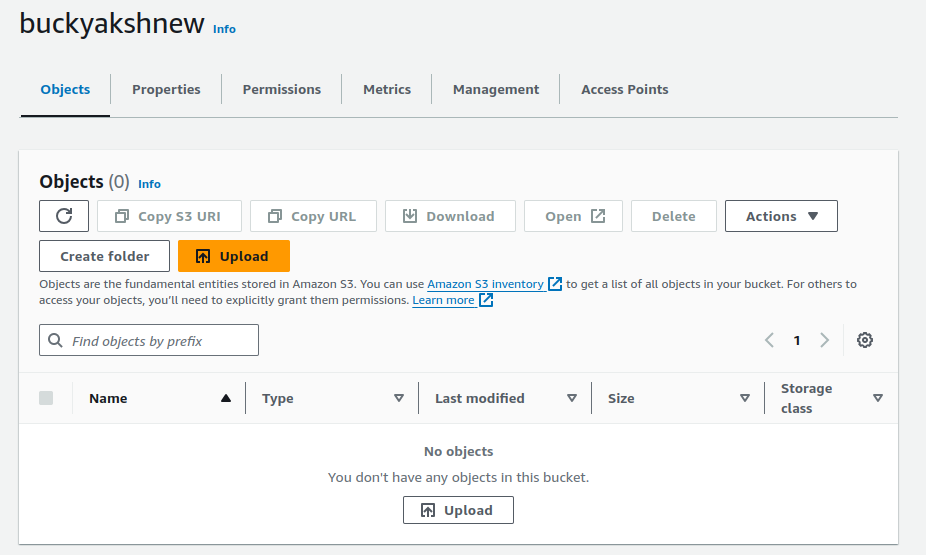 buckyakshnew Info
Objects Properties Permissions Metrics Management Access Points
Objects (0) Info
Copy S3 URI Copy URL Download Open Delete Actions
Create folder Upload
Objects are the fundamental entities stored in Amazon S3. You can use Amazon S3 inventory to get a list of all objects in your bucket. For others to
access your objects, you'll need to explicitly grant them permissions. Learn more
Find objects by prefix 1
Name Type Last modified Size Storage
class
No objects
You don't have any objects in this bucket.
Upload